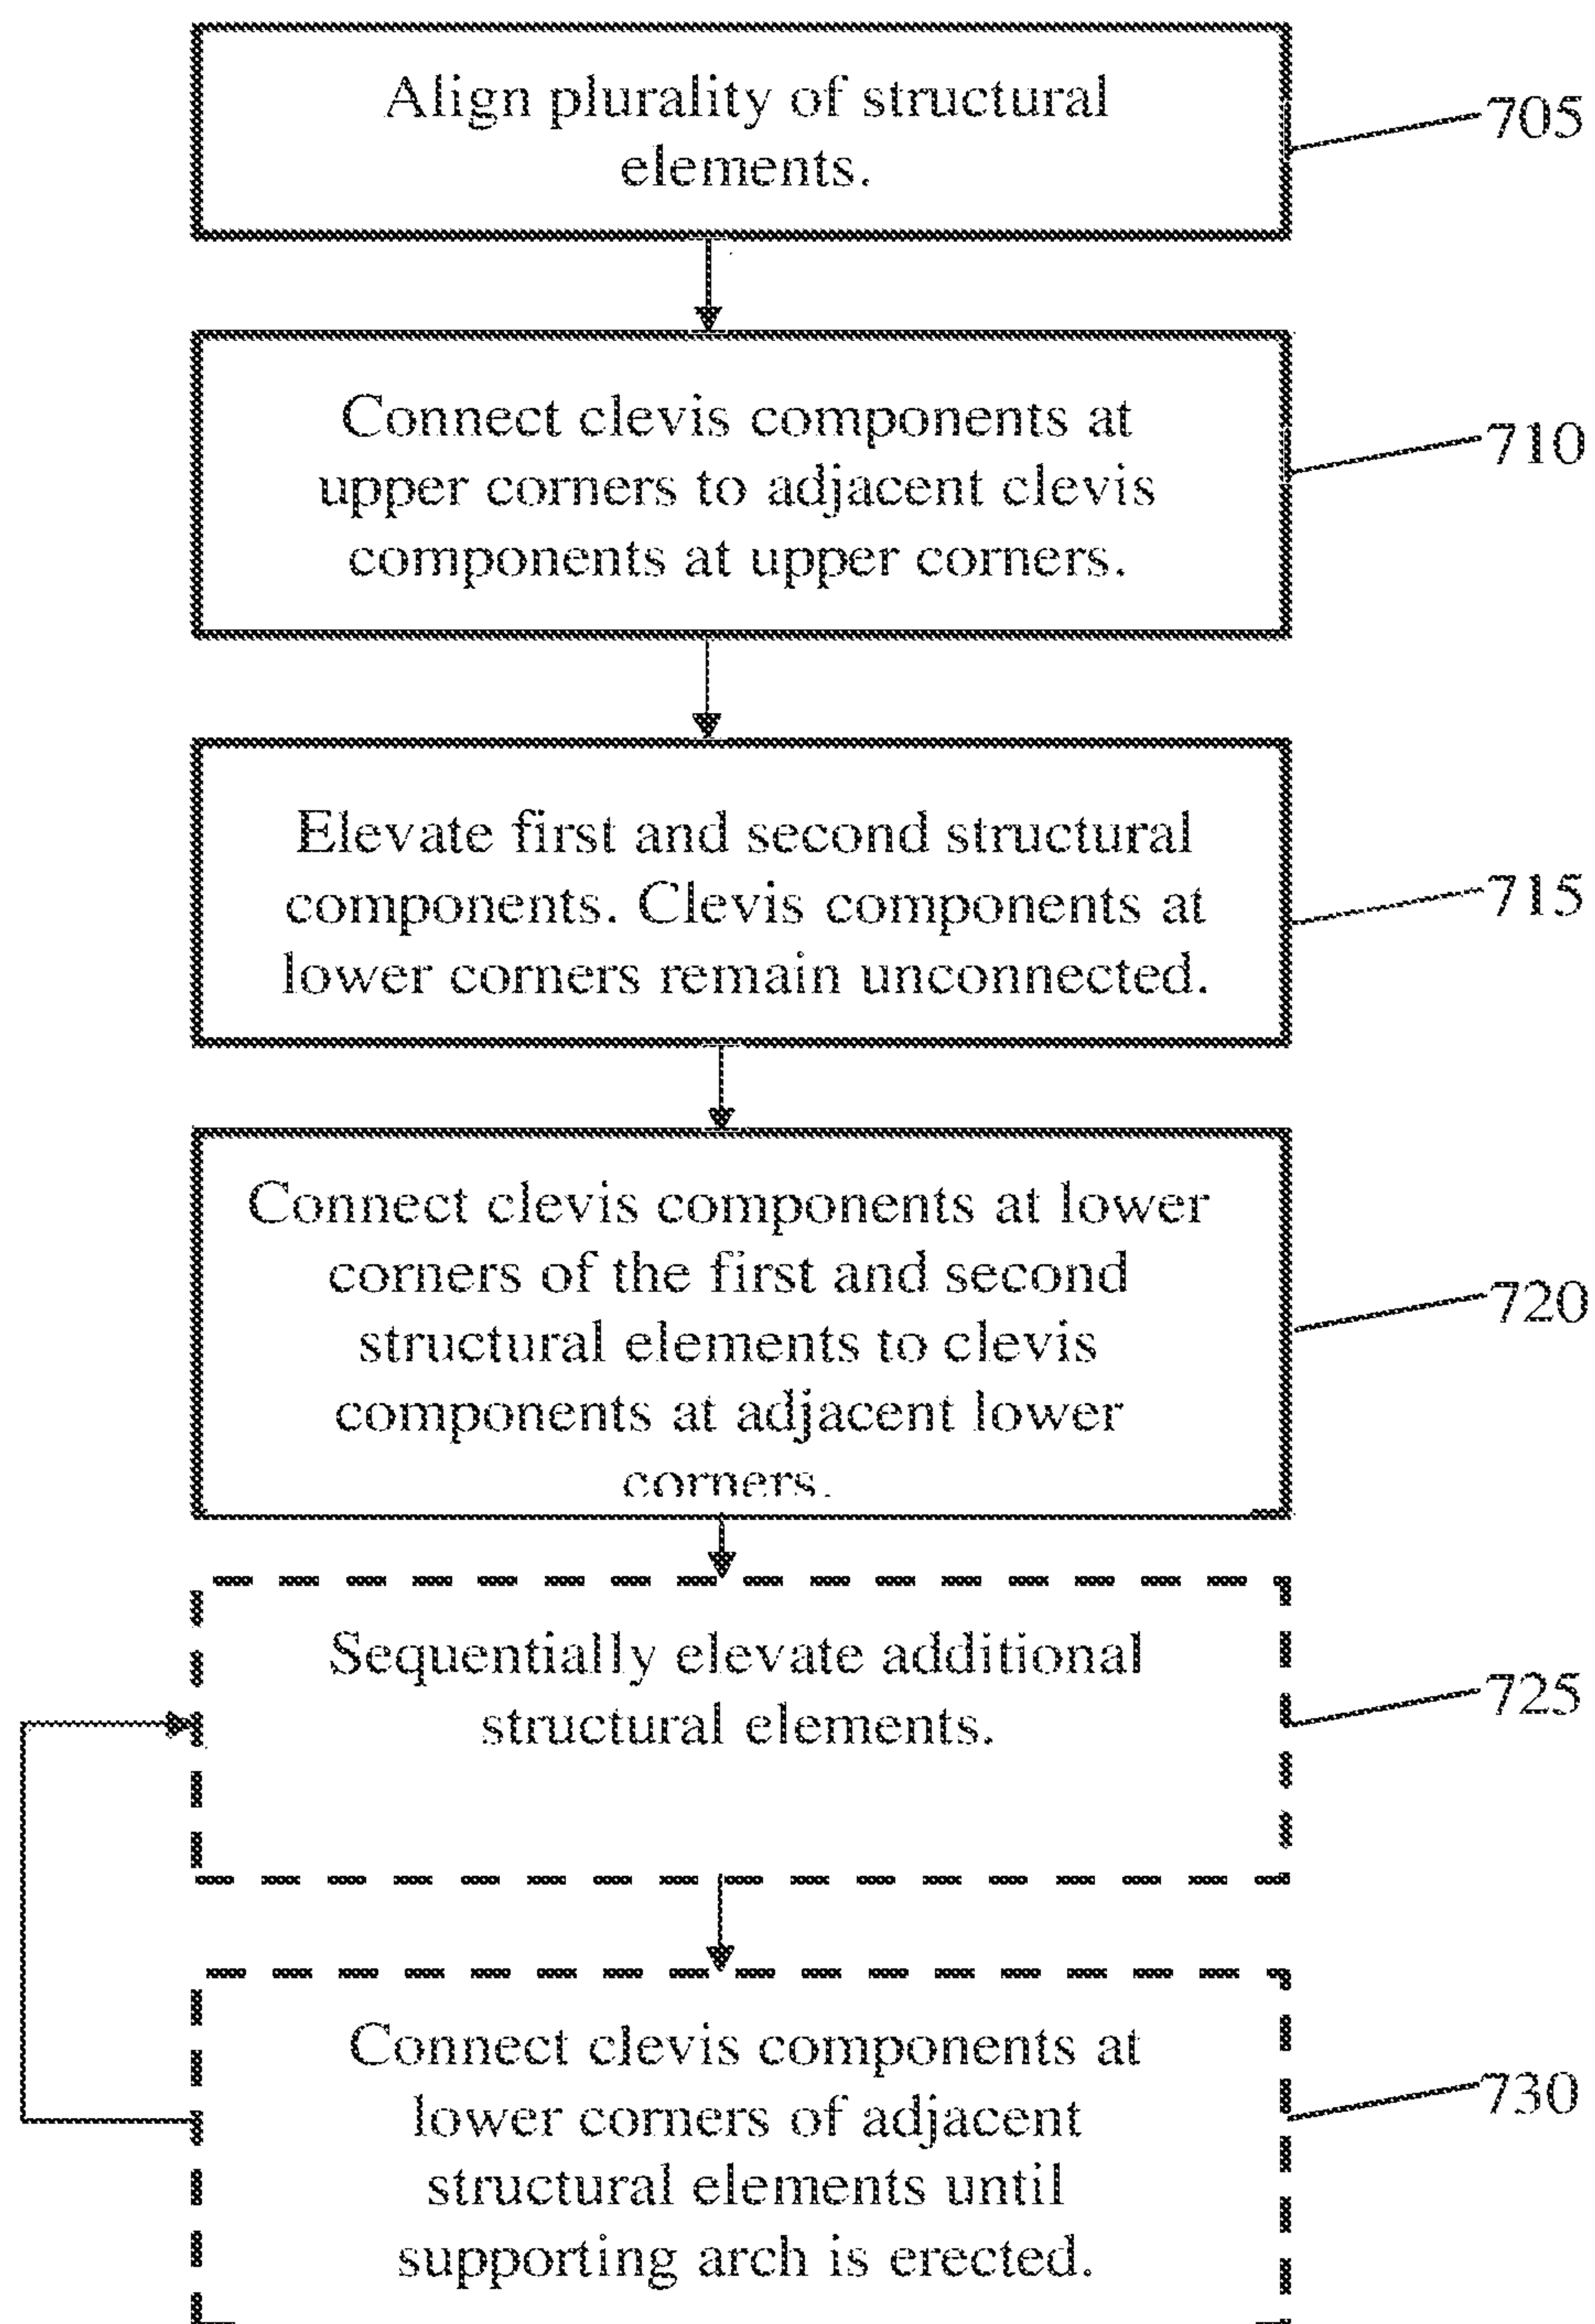 Align plurality of structural
elements.
705
Connect clevis components at
upper corners to adjacent clevis
components at upper corners.
710
Elevate first and second structural
components. Clevis components at
lower corners remain unconnected.
715
Connect clevis components at lower
corners of the first and second
structural elements to clevis
components at adjacent lower
corners.
720
Sequentially elevate additional
structural elements.
725
Connect clevis components at
lower corners of adjacent
structural elements until
supporting arch is erected.
730